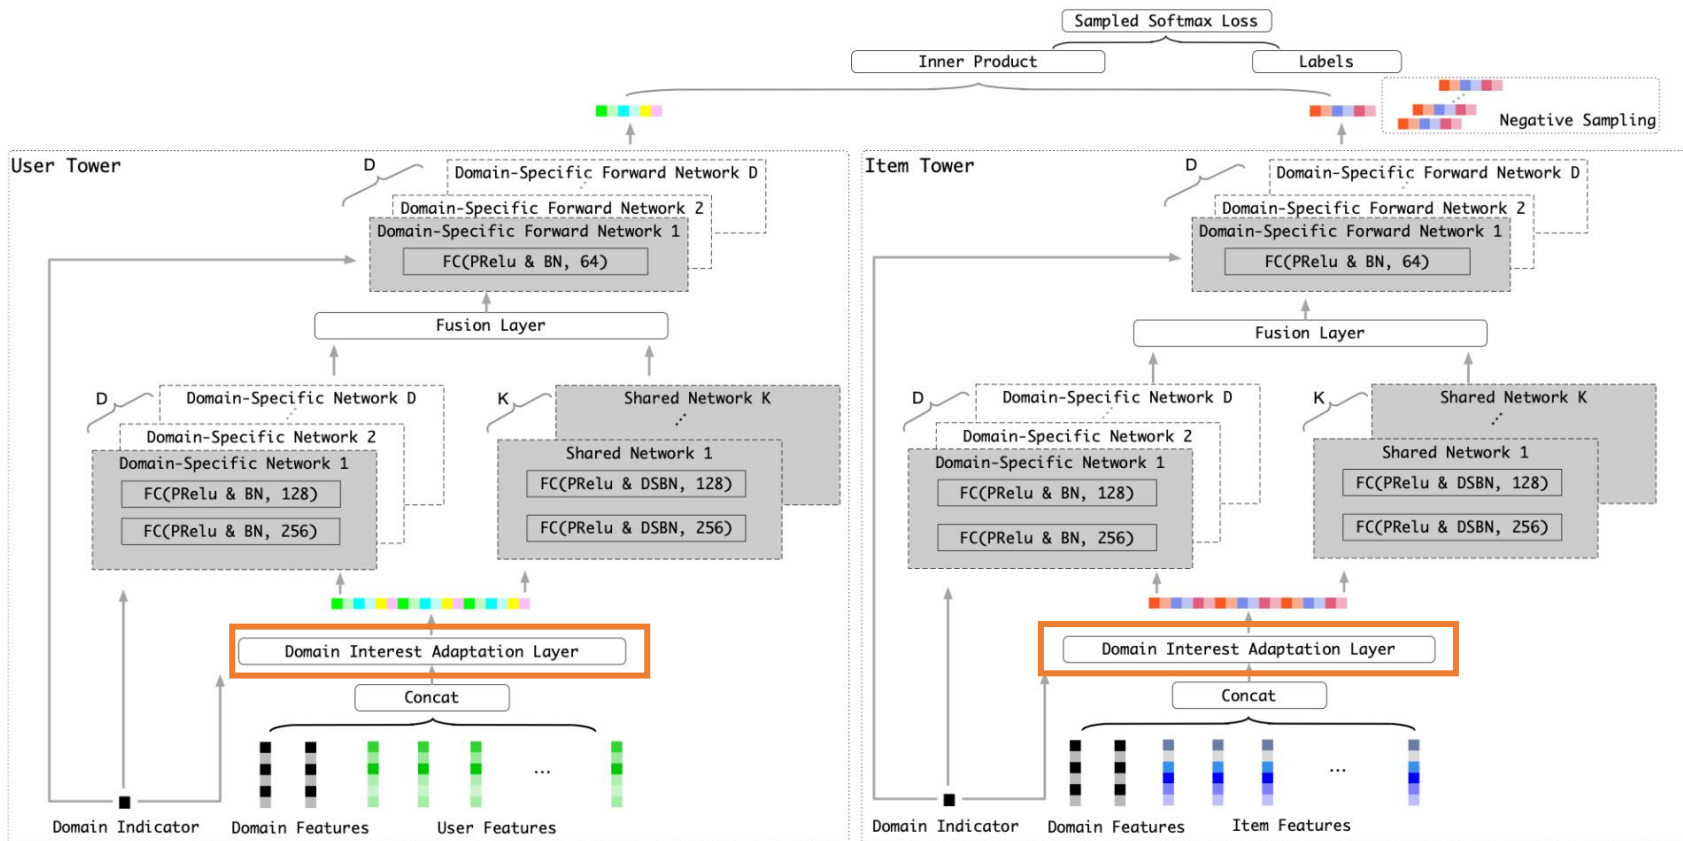 Sampled Softmax Loss
Inner Product
Labels
Negative Sampling
User Tower
D
Domain-Specific Forward Network D
Domain-Specific Forward Network 2
Domain-Specific Forward Network 1
FC(PRelu & BN, 64)
Fusion Layer
D
Domain-Specific Network D
Domain-Specific Network 2
Domain-Specific Network 1
FC(PRelu & BN, 128)
FC(PRelu & BN, 256)
K
Shared Network K
Shared Network 1
FC(PRelu & DSBN, 128)
FC(PRelu & DSBN, 256)
Domain Interest Adaptation Layer
Concat
...
Domain Indicator
Domain Features
User Features
Item Tower
D
Domain-Specific Forward Network D
Domain-Specific Forward Network 2
Domain-Specific Forward Network 1
FC(PRelu & BN, 64)
Fusion Layer
D
Domain-Specific Network D
Domain-Specific Network 2
Domain-Specific Network 1
FC(PRelu & BN, 128)
FC(PRelu & BN, 256)
K
Shared Network K
Shared Network 1
FC(PRelu & DSBN, 128)
FC(PRelu & DSBN, 256)
Domain Interest Adaptation Layer
Concat
...
Domain Indicator
Domain Features
Item Features